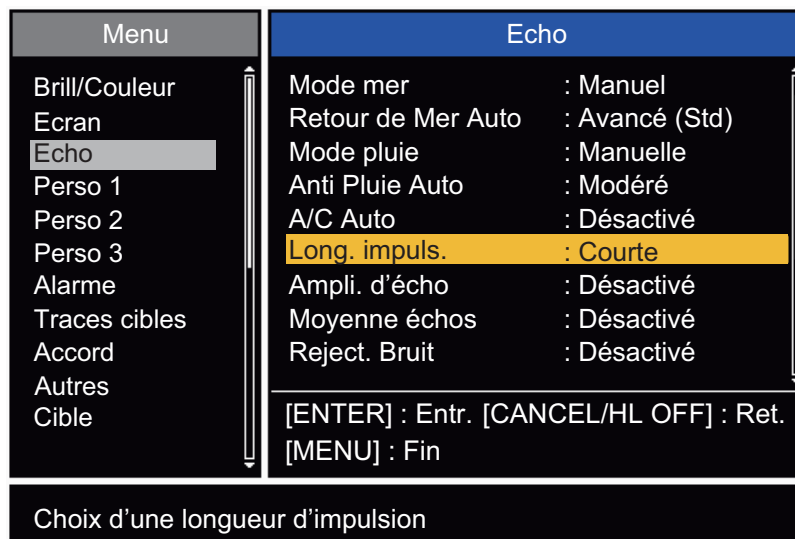 Menu
Brill/Couleur
Ecran
Echo
Perso 1
Perso 2
Perso 3
Alarme
Traces cibles
Accord
Autres
Cible
Echo
Mode mer : Manuel
Retour de Mer Auto : Avancé (Std)
Mode pluie : Manuelle
Anti Pluie Auto : Modéré
A/C Auto : Désactivé
Long. impuls. : Courte
Ampli. d’écho : Désactivé
Moyenne échos : Désactivé
Reject. Bruit : Désactivé
[ENTER] : Entr. [CANCEL/HL OFF] : Ret.
[MENU] : Fin
Choix d’une longueur d’impulsion